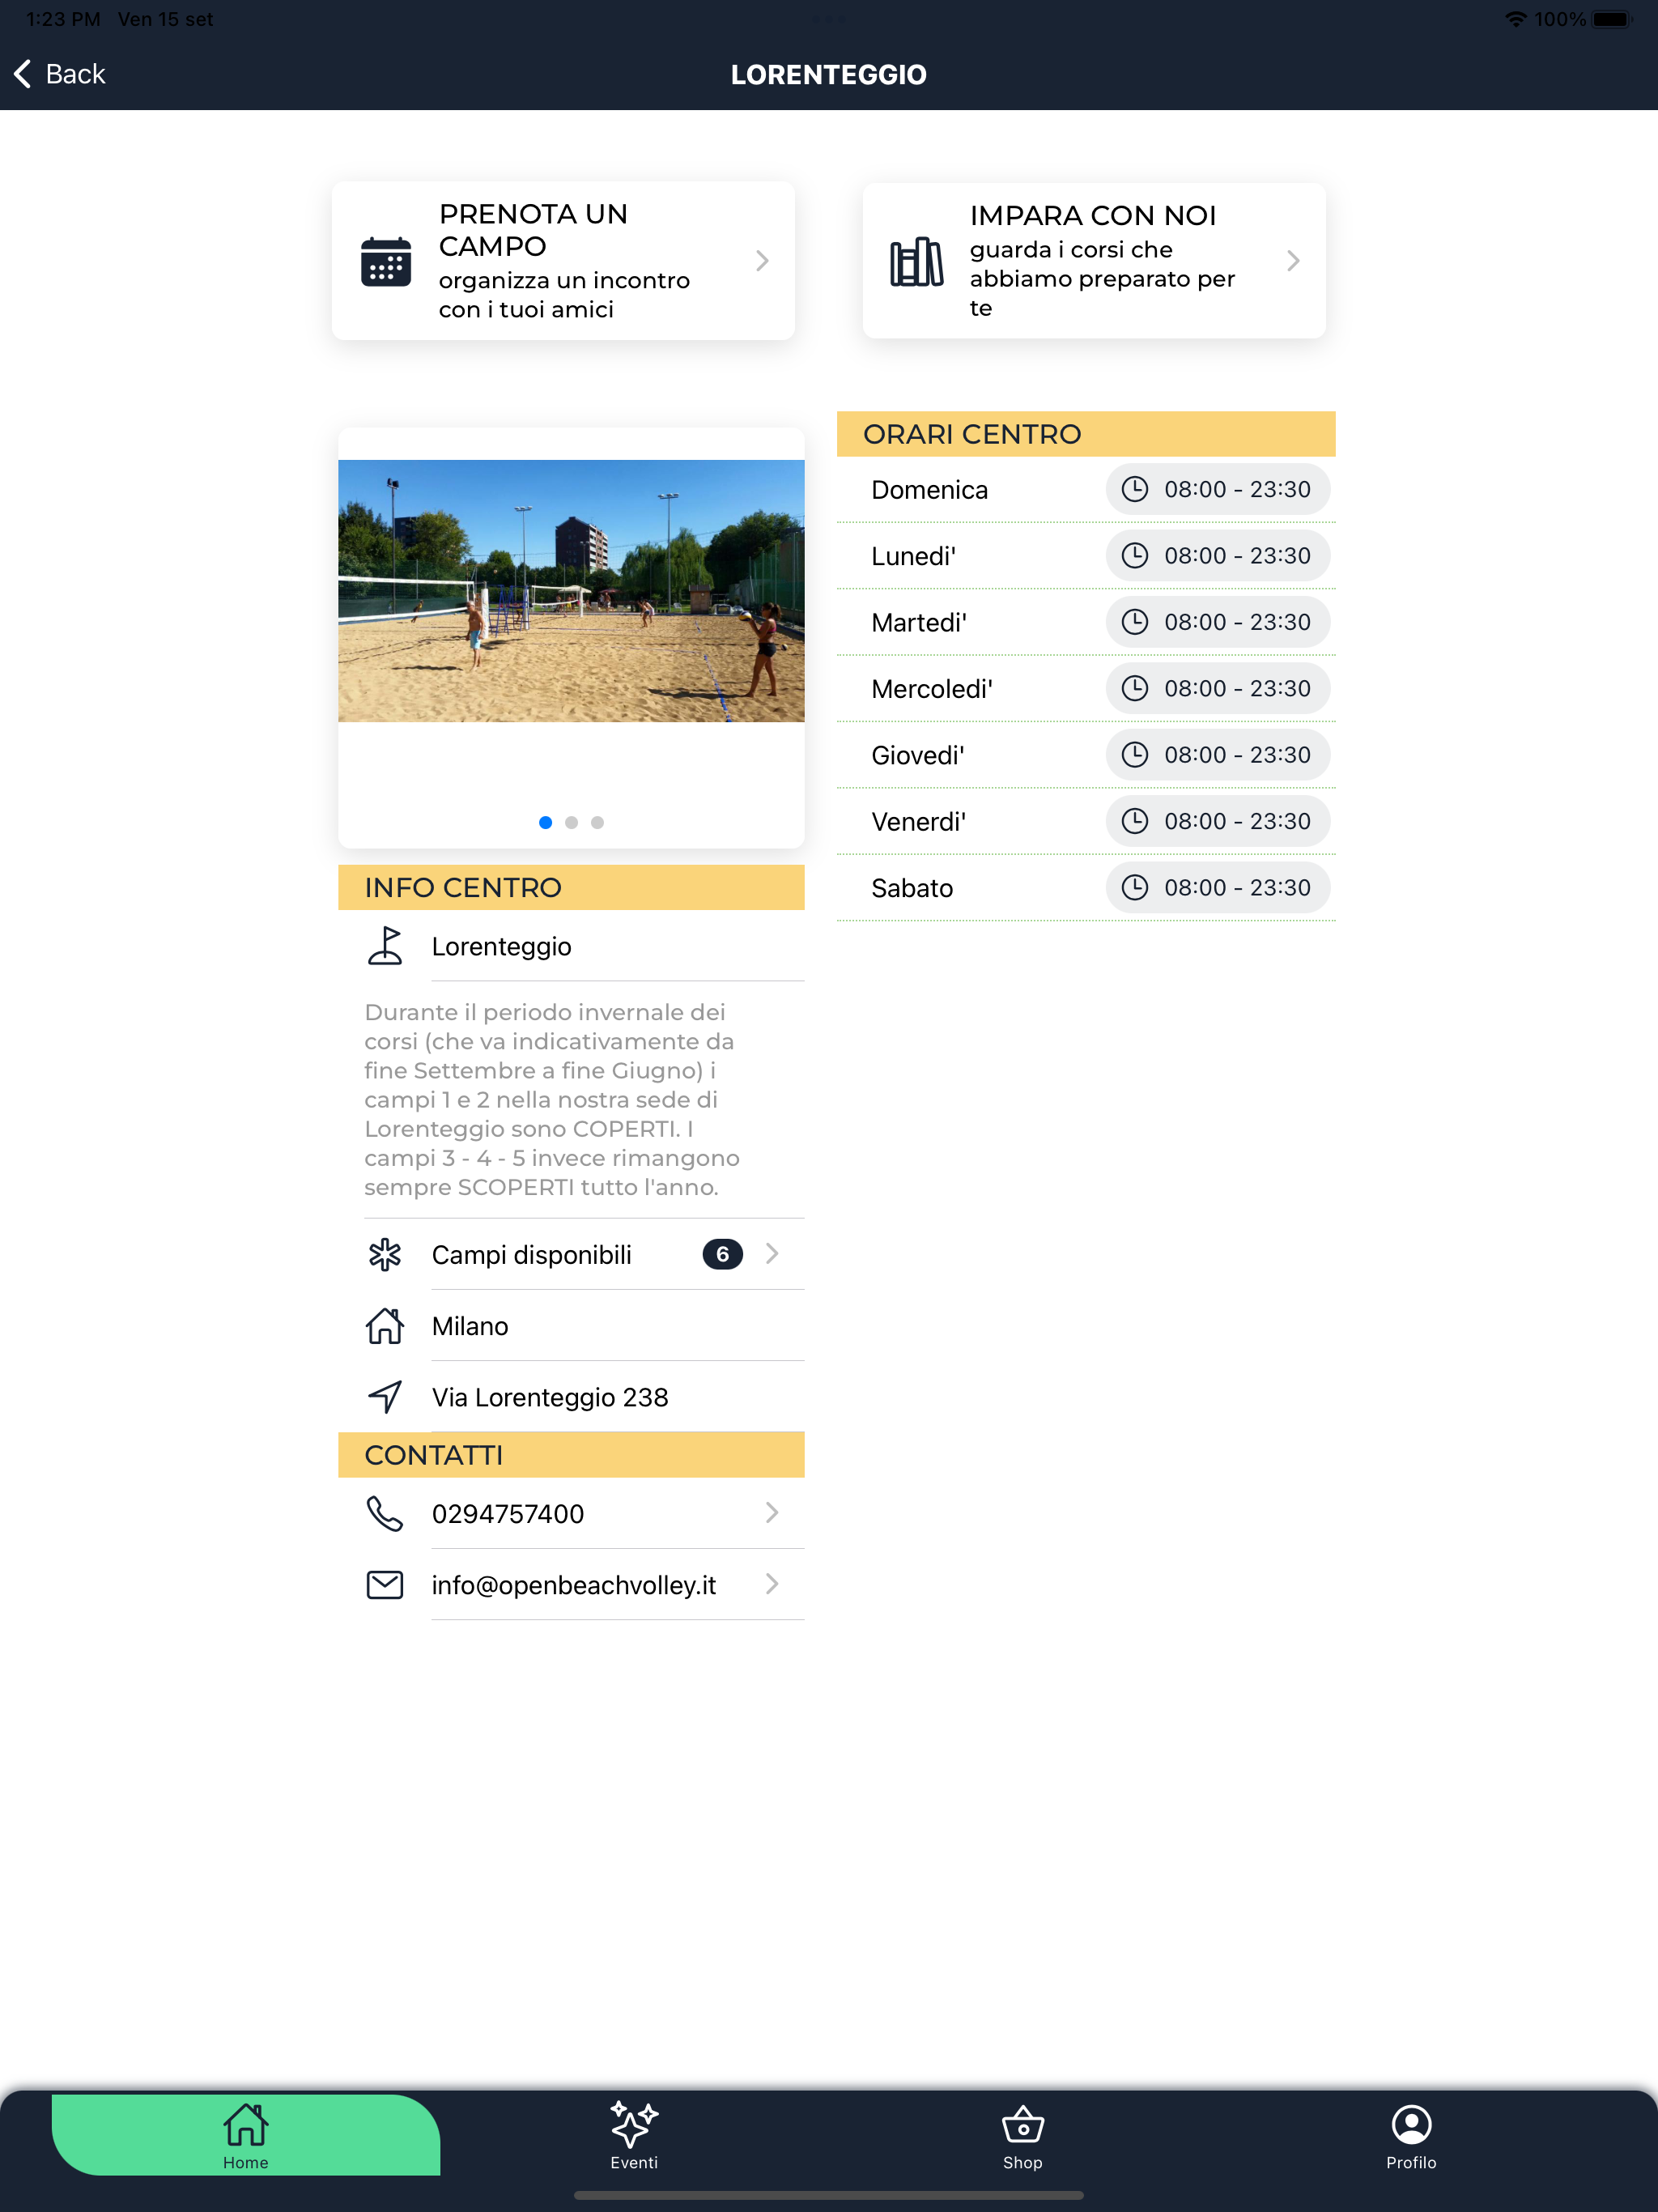 1:23 PM Ven 15 set
100%
Back
LORENTEGGIO
PRENOTA UN
CAMPO
organizza un incontro
con i tuoi amici
IMPARA CON NOI
guarda i corsi che
abbiamo preparato per
te
ORARI CENTRO
Domenica 08:00 - 23:30
Lunedi' 08:00 - 23:30
Martedi' 08:00 - 23:30
Mercoledi' 08:00 - 23:30
Giovedi' 08:00 - 23:30
Venerdi' 08:00 - 23:30
Sabato 08:00 - 23:30
INFO CENTRO
Lorenteggio
Durante il periodo invernale dei
corsi (che va indicativamente da
fine Settembre a fine Giugno) i
campi 1 e 2 nella nostra sede di
Lorenteggio sono COPERTI. I
campi 3 - 4 - 5 invece rimangono
sempre SCOPERTI tutto l'anno.
Campi disponibili 6
Milano
Via Lorenteggio 238
CONTATTI
0294757400
info@openbeachvolley.it
Home
Eventi
Shop
Profilo